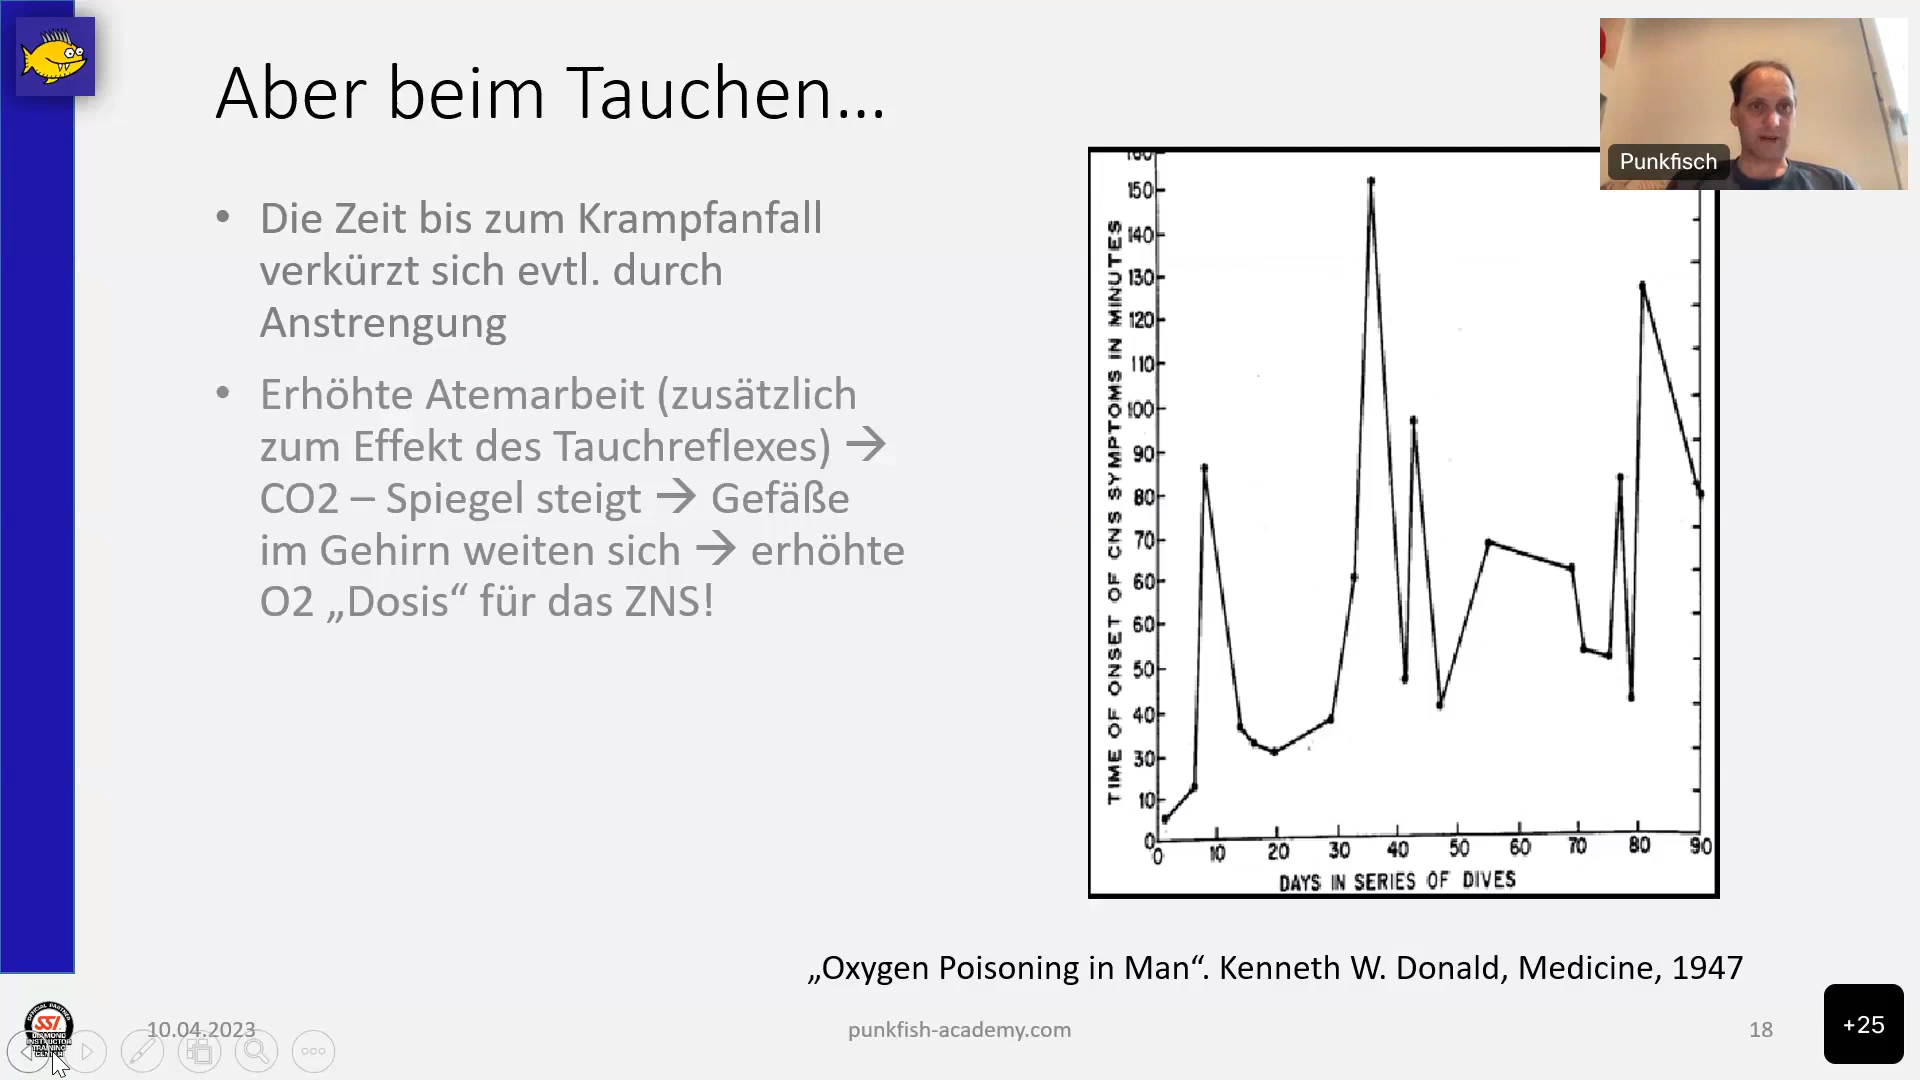 Aber beim Tauchen...
Punkfisch
• Die Zeit bis zum Krampfanfall
verkürzt sich evtl. durch
Anstrengung
• Erhöhte Atemarbeit (zusätzlich
zum Effekt des Tauchreflexes) →
CO2 – Spiegel steigt → Gefäße
im Gehirn weiten sich → erhöhte
O2 „Dosis“ für das ZNS!
TIME OF ONSET OF CNS SYMPTOMS IN MINUTES
160
150
140
130
120
110
100
90
80
70
60
60
50
40
30
10
0
0 10 20 30 40 50 60 70 80 90
DAYS IN SERIES OF DIVES
„Oxygen Poisoning in Man“. Kenneth W. Donald, Medicine, 1947
SSI
10.04.2023
punkfish-academy.com
18
+25